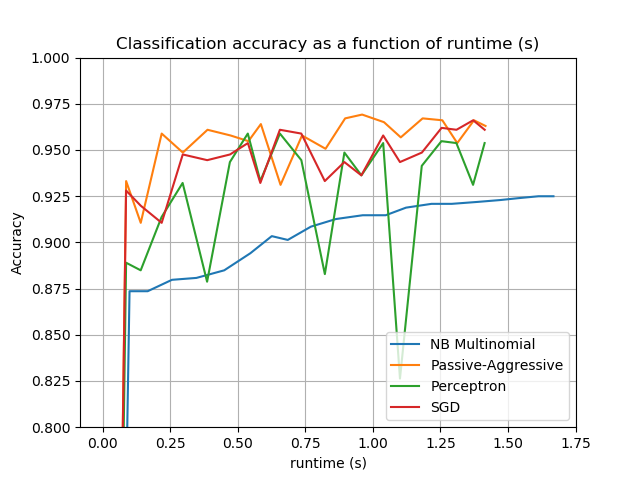 Classification accuracy as a function of runtime (s)
1.000
0.975
0.950
0.925
0.900
0.875
0.850
0.825
0.800
Accuracy
NB Multinomial
Passive-Aggressive
Perceptron
SGD
0.00 0.25 0.50 0.75 1.00 1.25 1.50 1.75
runtime (s)